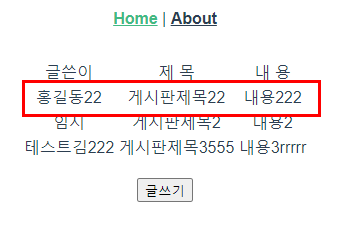 Home | About
글쓴이 제 목 내 용
홍길동22 게시판제목22 내용222
임시 게시판제목2 내용2
테스트김222 게시판제목3555 내용3rrrrr
글쓰기